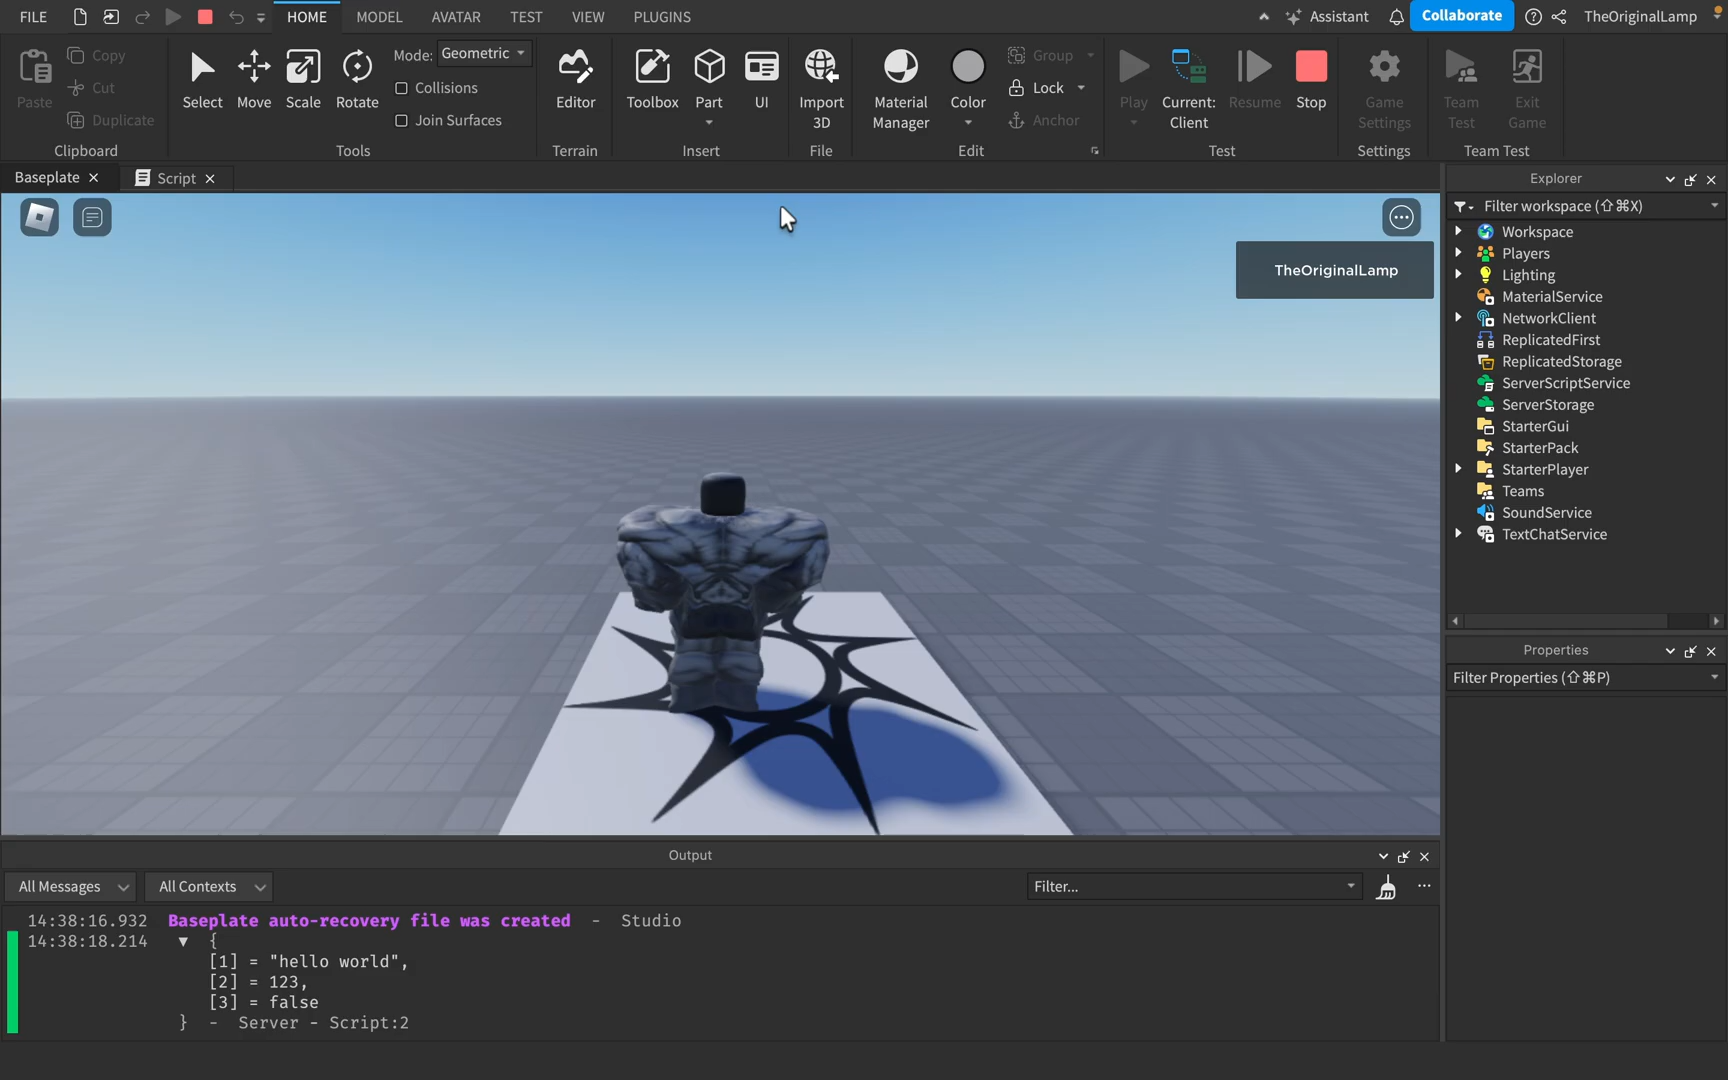 FILE HOME MODEL AVATAR TEST VIEW PLUGINS Assistant Collaborate TheOriginalLamp
Paste Copy Cut Duplicate
Clipboard
Select Move Scale Rotate
Mode: Geometric
Collisions
Join Surfaces
Tools
Editor
Terrain
Toolbox Part UI
Insert
Import
3D
File
Material
Manager
Color
Group
Lock
Anchor
Edit
Play
Current:
Client
Resume Stop
Test
Game
Settings
Settings
Team
Test
Exit
Game
Team Test
Baseplate Script
TheOriginalLamp
Explorer
Filter workspace (⇧⌘X)
Workspace
Players
Lighting
MaterialService
NetworkClient
ReplicatedFirst
ReplicatedStorage
ServerScriptService
ServerStorage
StarterGui
StarterPack
StarterPlayer
Teams
SoundService
TextChatService
Properties
Filter Properties (⇧⌘P)
Output
All Messages All Contexts Filter...
14:38:16.932 Baseplate auto-recovery file was created - Studio
14:38:18.214 ▼ {
[1] = "hello world",
[2] = 123,
[3] = false
} - Server - Script:2